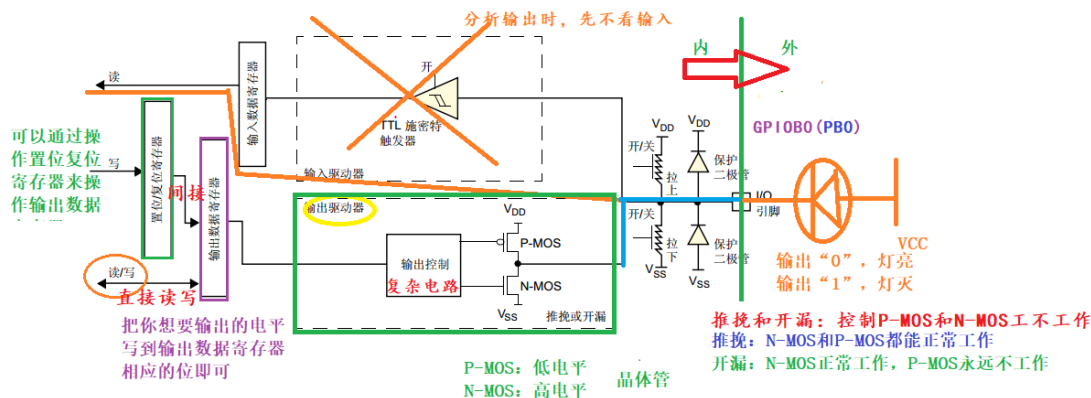 分析输出时，先不看输入
内 外
开
读
输入数据寄存器
TTL 施密特
触发器
输入驱动器
可以通过操
作置位复位
寄存器来操
作输出数据
写
置位/复位寄存器
间接
输出数据寄存器
读/写
直接读写
把你想要输出的电平
写到输出数据寄存器
相应的位即可
输出驱动器
VDD
P-MOS
输出控制
复杂电路
N-MOS
VSS
推挽或开漏
VDD
开/关
拉上
保护
二极管
开/关
拉下
VSS
保护
二极管
VSS
VDD
GPIOB0(PB0)
I/O
引脚
VCC
输出“0”，灯亮
输出“1”，灯灭
P-MOS：低电平
N-MOS：高电平
晶体管
推挽和开漏：控制P-MOS和N-MOS工不工作
推挽：N-MOS和P-MOS都能正常工作
开漏：N-MOS正常工作，P-MOS永远不工作